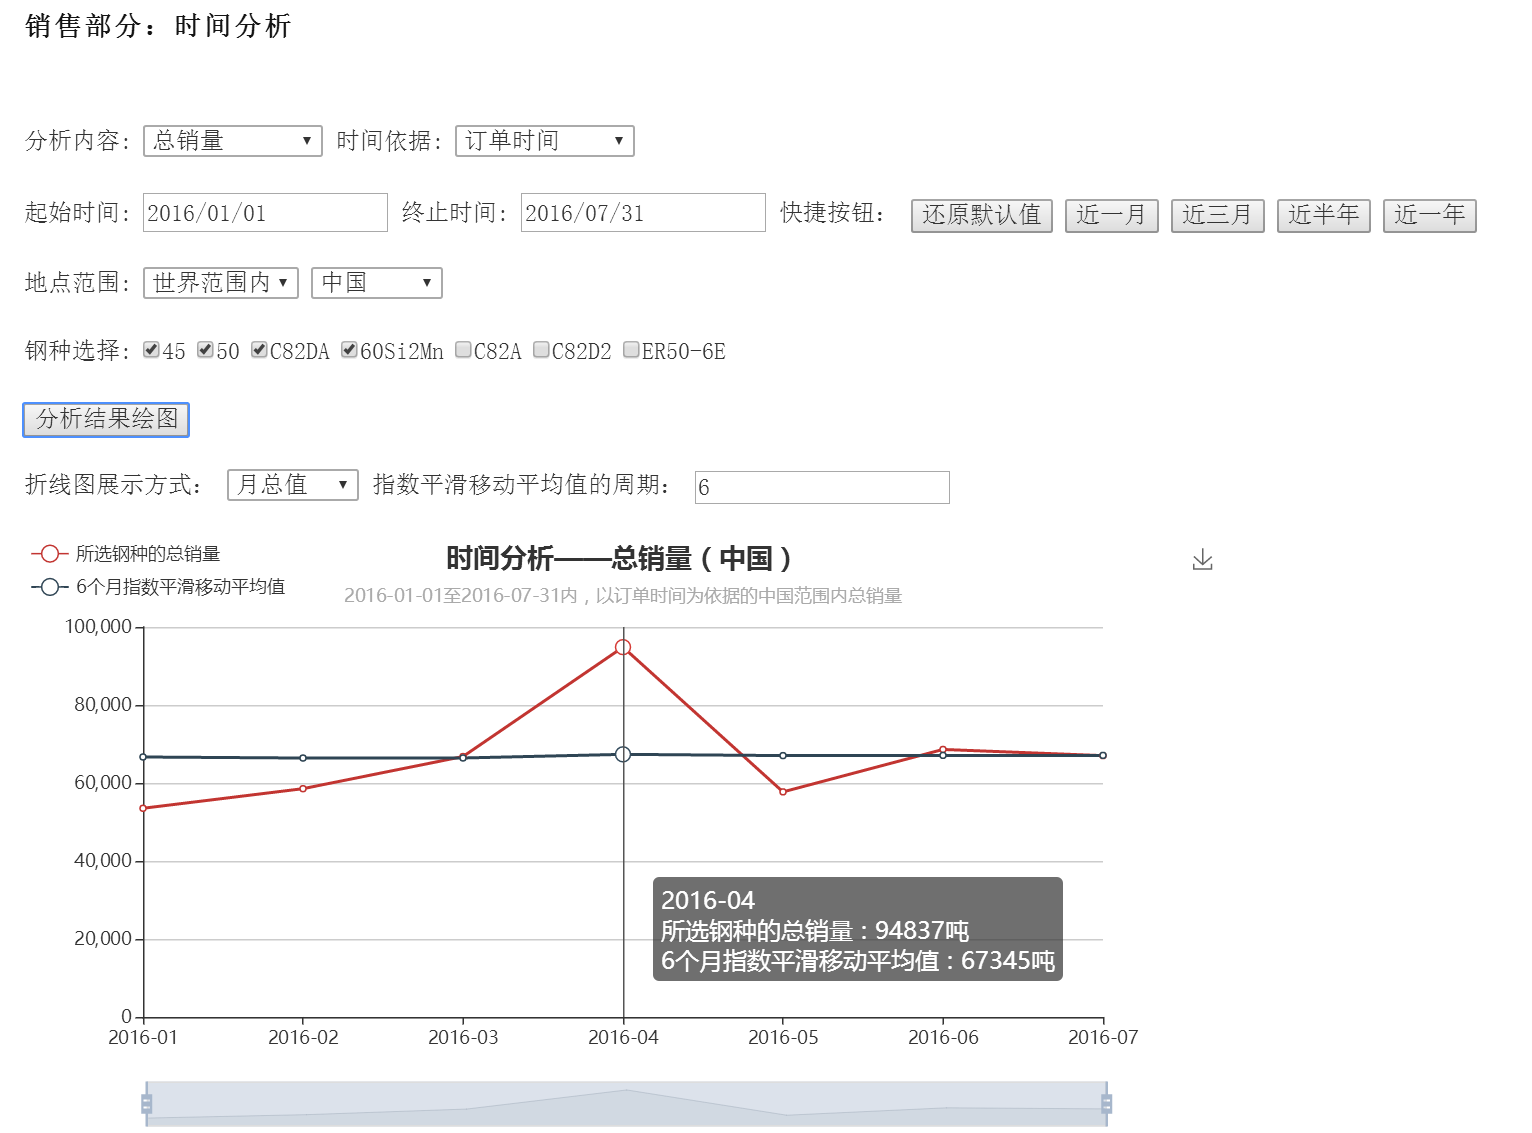 销售部分：时间分析
分析内容：总销量 时间依据：订单时间
起始时间：2016/01/01 终止时间：2016/07/31 快捷按钮： 还原默认值 近一月 近三月 近半年 近一年
地点范围：世界范围内 中国
钢种选择：45 50 C82DA 60Si2Mn C82A C82D2 ER50-6E
分析结果绘图
折线图展示方式： 月总值 指数平滑移动平均值的周期： 6
所选钢种的总销量
6个月指数平滑移动平均值
时间分析——总销量（中国）
2016-01-01至2016-07-31内，以订单时间为依据的中国范围内总销量
100,000
80,000
60,000
40,000
20,000
0
2016-04
所选钢种的总销量：94837吨
6个月指数平滑移动平均值：67345吨
2016-01 2016-02 2016-03 2016-04 2016-05 2016-06 2016-07